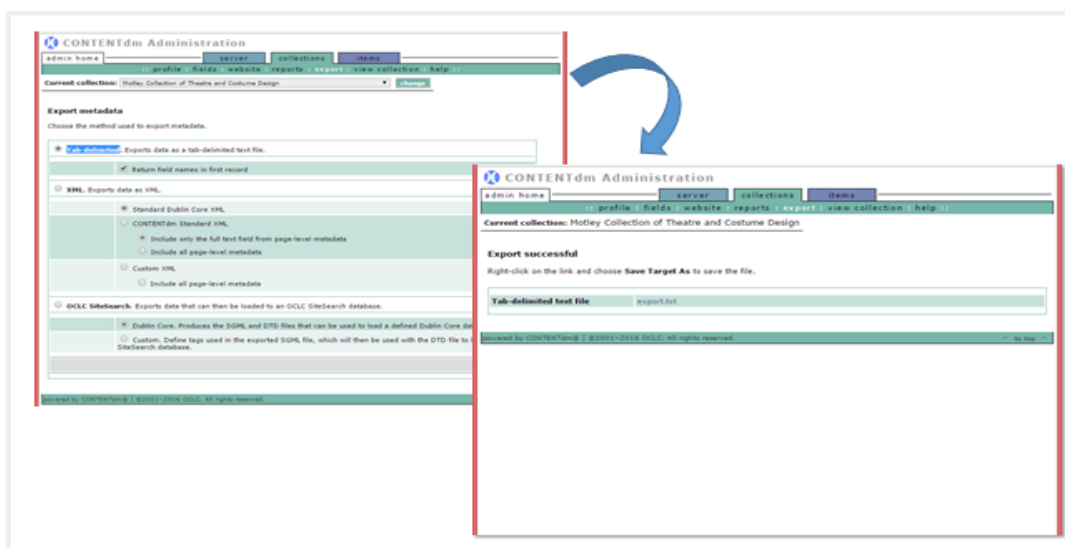 CONTENTdm Administration
admin home server collections items
:: profile : fields : website : reports : export : view collection : help ::
Current collection: Motley Collection of Theatre and Costume Design change
Export metadata
Choose the method used to export metadata.
Tab-delimited. Exports data as a tab-delimited text file.
Return field names in first record
XML. Exports data as XML.
Standard Dublin Core XML
CONTENTdm Standard XML
Include only the full text field from page-level metadata
Include all page-level metadata
Custom XML
Include all page-level metadata
OCLC SiteSearch. Exports data that can then be loaded to an OCLC SiteSearch database.
Dublin Core. Produces the SGML and DTD files that can be used to load a defined Dublin Core
Custom. Define tags used in the exported SGML file, which will then be used with the DTD file to
SiteSearch database.
powered by CONTENTdm® | ©2001-2016 OCLC. All rights reserved.
CONTENTdm Administration
admin home server collections items
:: profile : fields : website : reports : export : view collection : help ::
Current collection: Motley Collection of Theatre and Costume Design
Export successful
Right-click on the link and choose Save Target As to save the file.
Tab-delimited text file export.txt
powered by CONTENTdm® | ©2001-2016 OCLC. All rights reserved. ^ to top ^